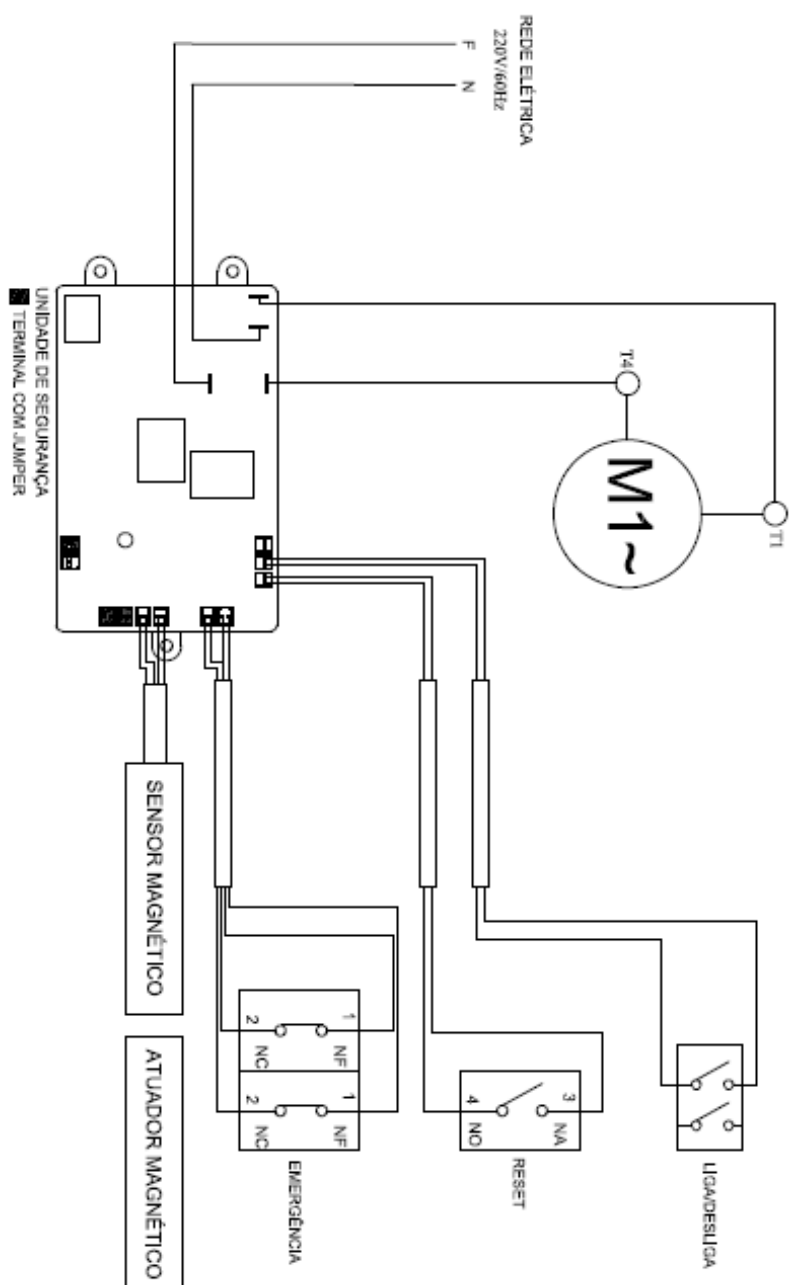 REDE ELÉTRICA
220V/60Hz
F
N
T4
T1
M1~
UNIDADE DE SEGURANÇA
TERMINAL COM JUMPER
LIGA/DESLIGA
3
NA
4
NO
RESET
1
NF
2
NC
1
NF
2
NC
EMERGÊNCIA
SENSOR MAGNÉTICO
ATUADOR MAGNÉTICO